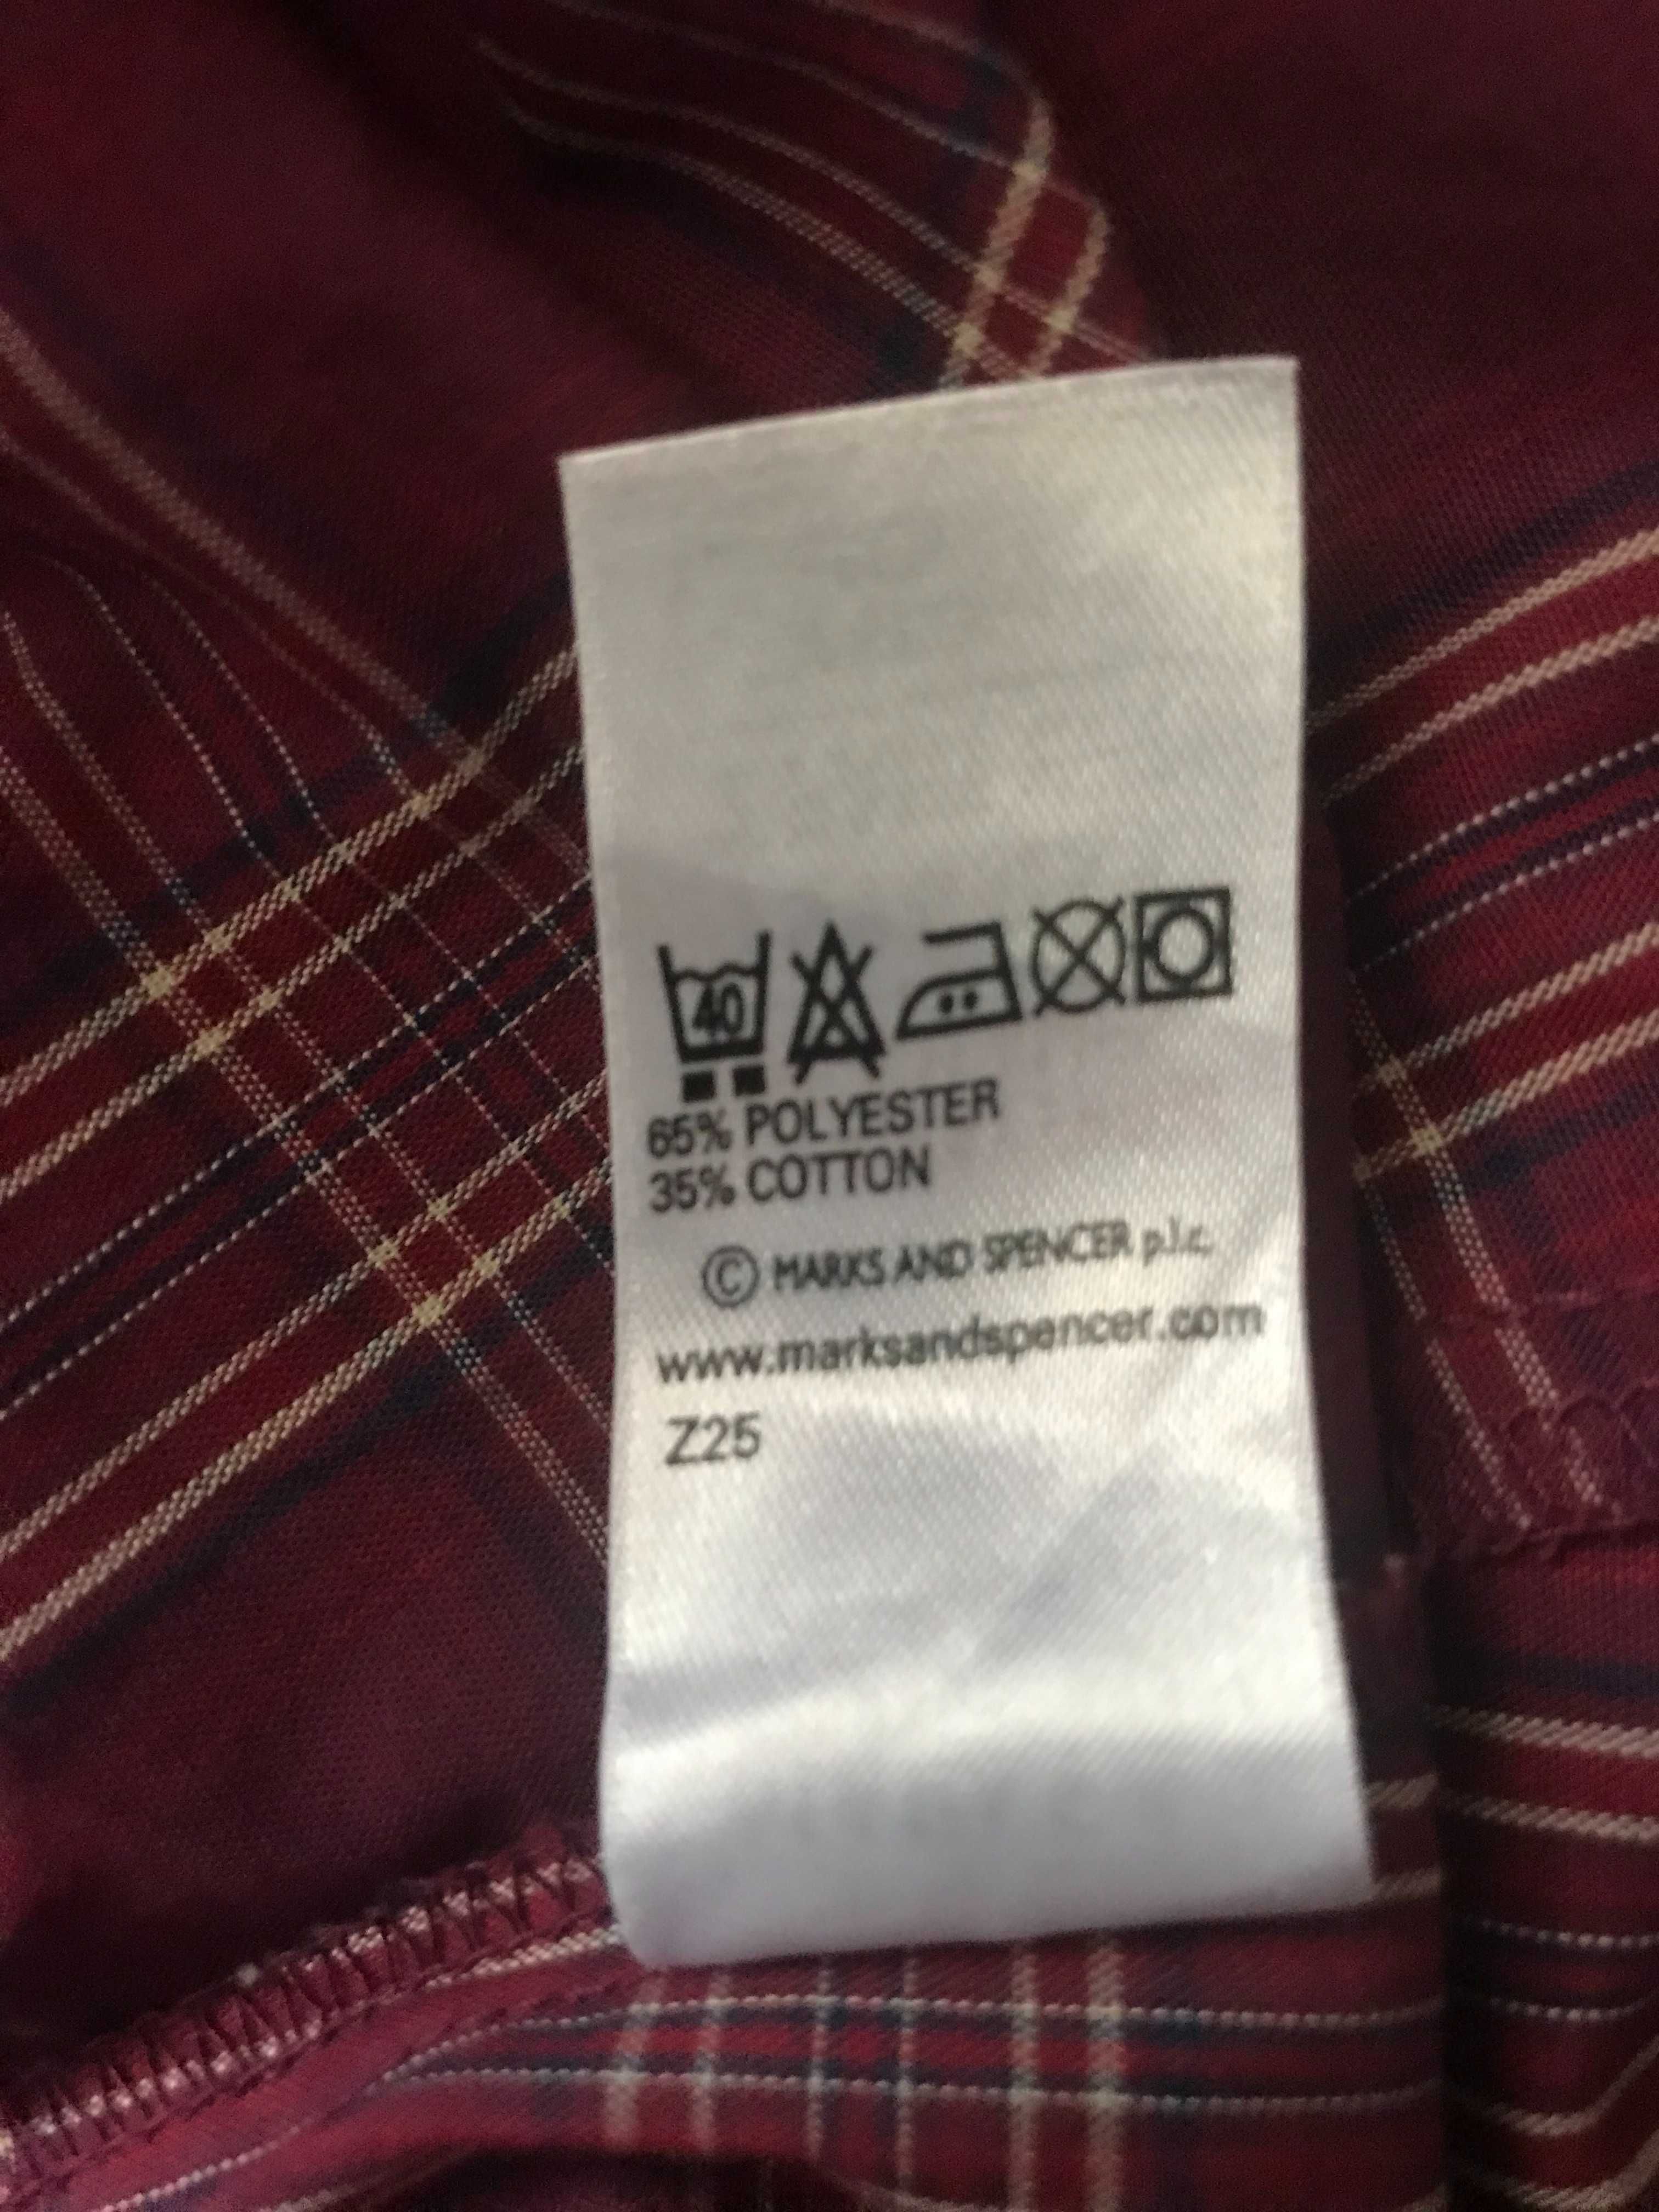 40
65% POLYESTER
35% COTTON
© MARKS AND SPENCER p.l.c.
www.marksandspencer.com
Z25